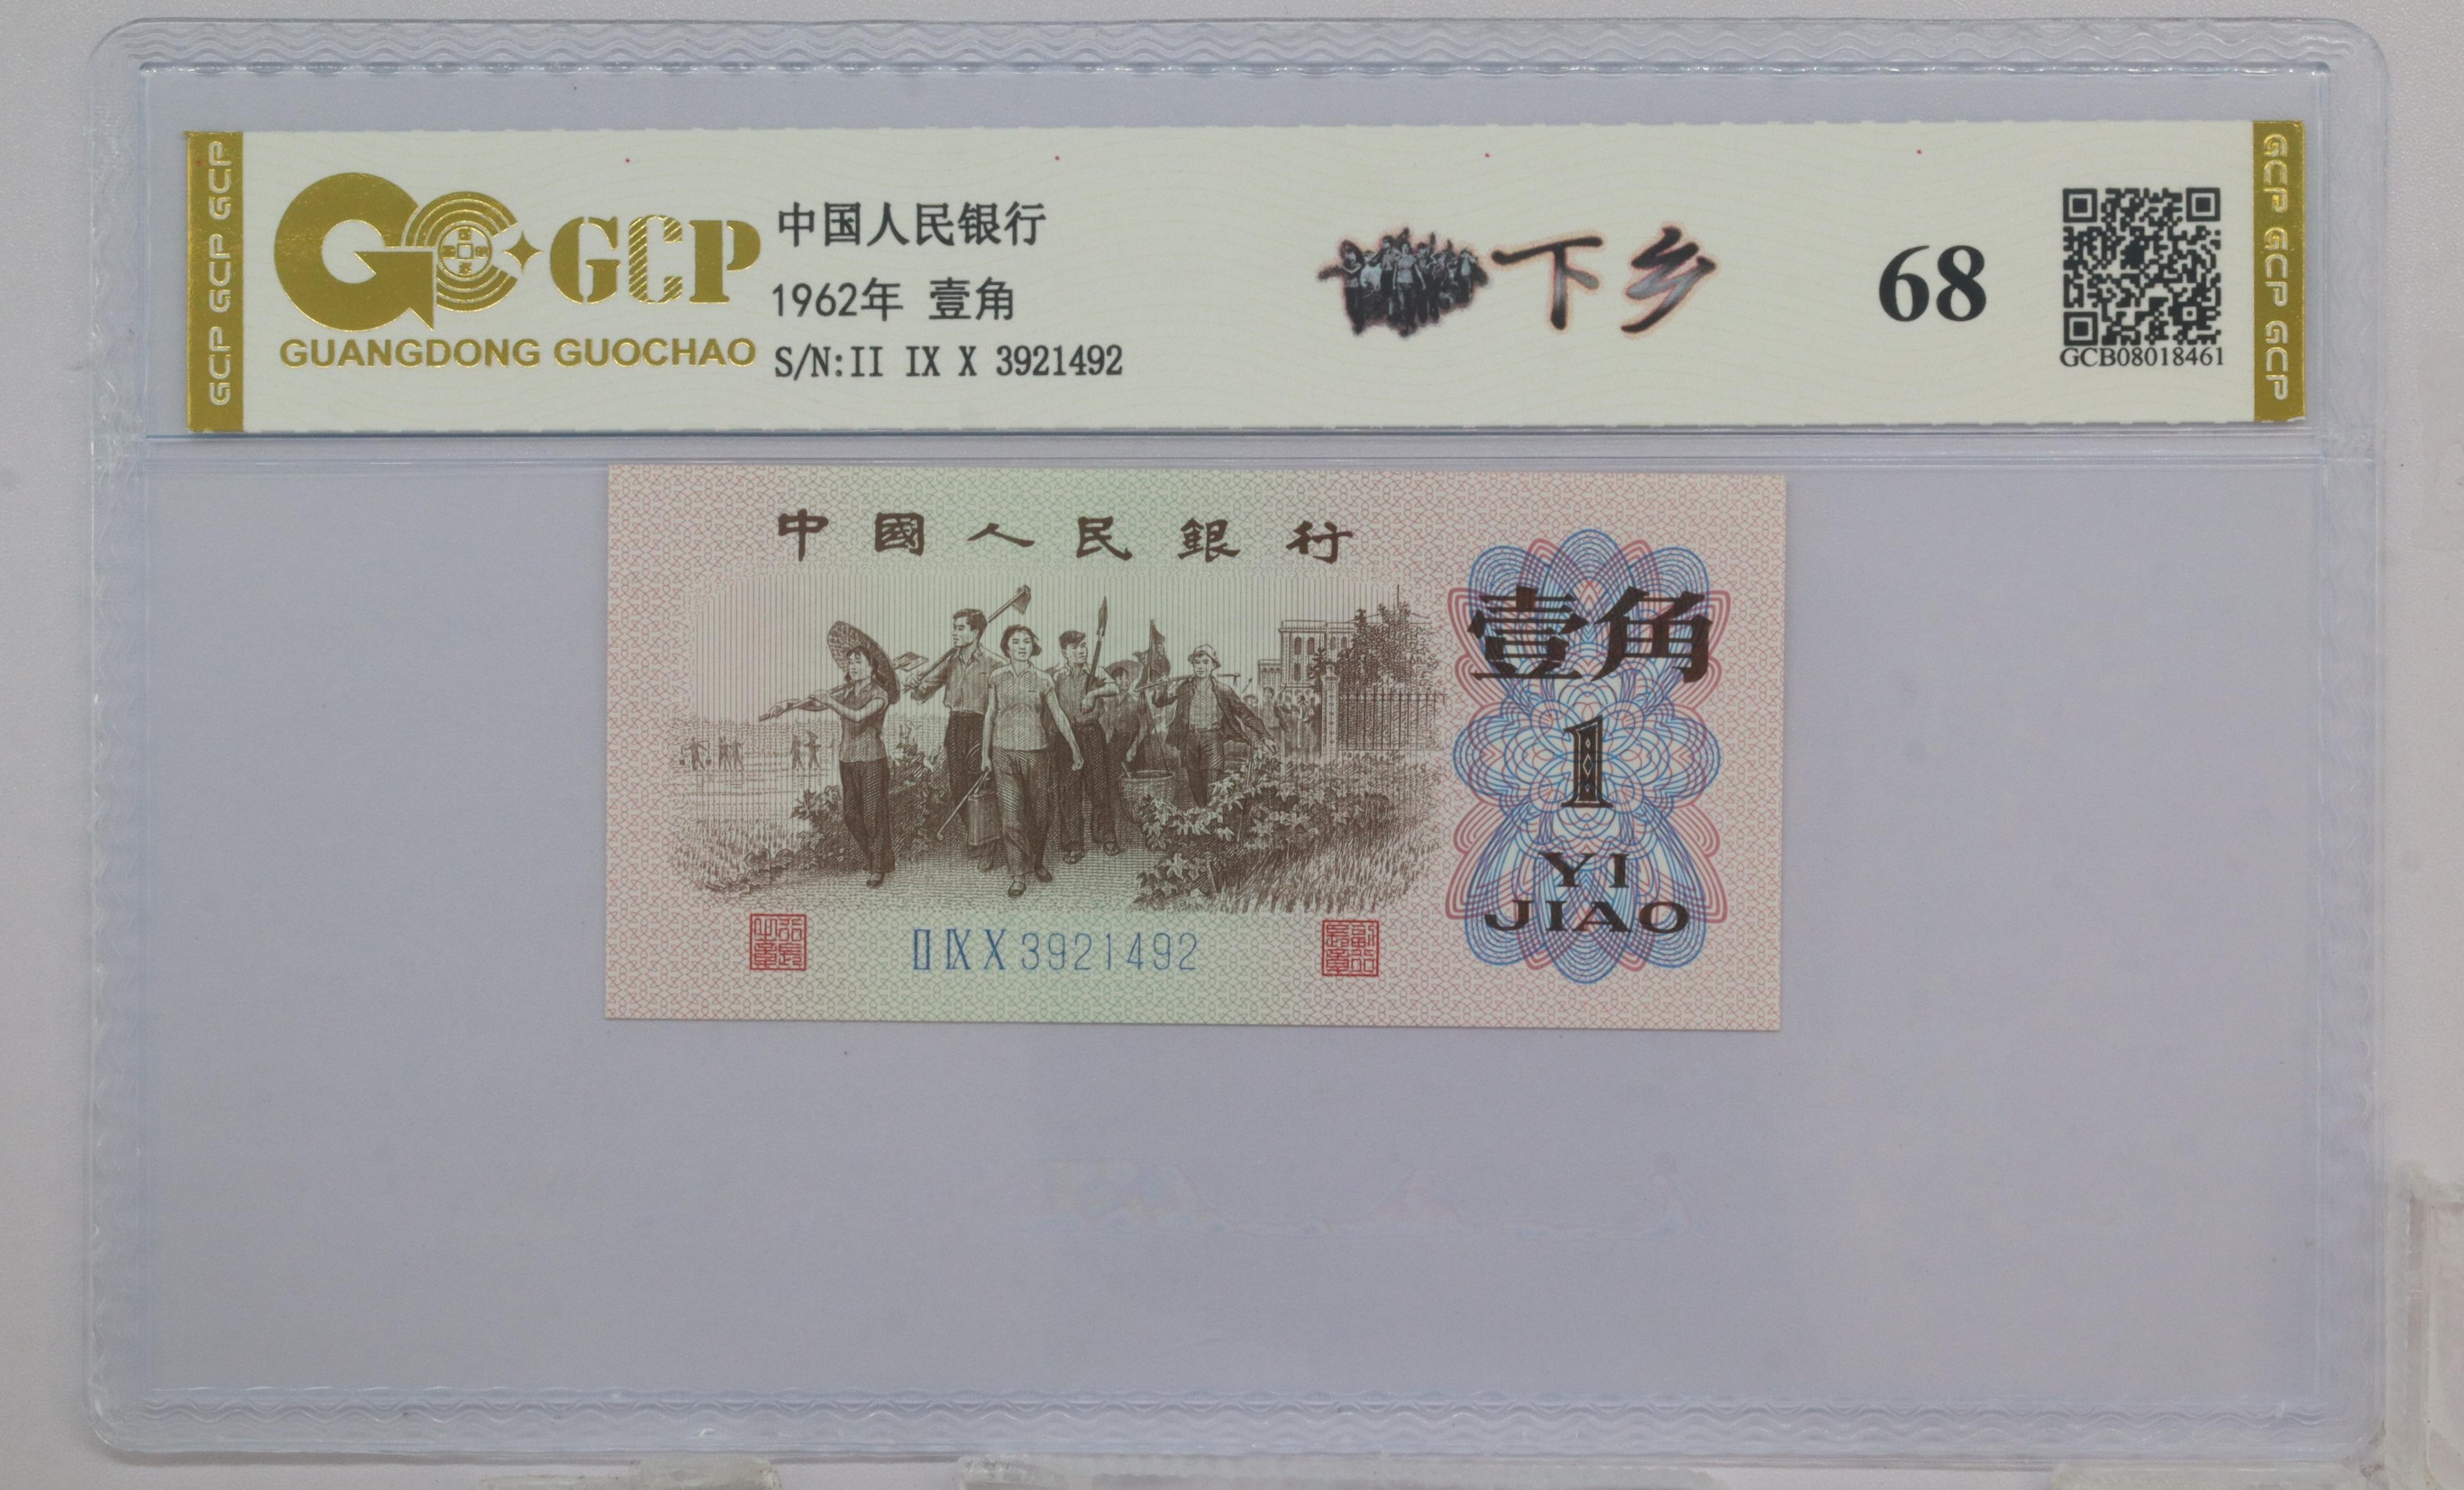 GCP GCP GCP
GCP
GUANGDONG GUOCHAO
中国人民银行
1962年 壹角
S/N:II IX X 3921492
下乡
68
GCB08018461
GCP GCP GCP
中國人民銀行
壹角
1
YI
JIAO
II IX X 3921492